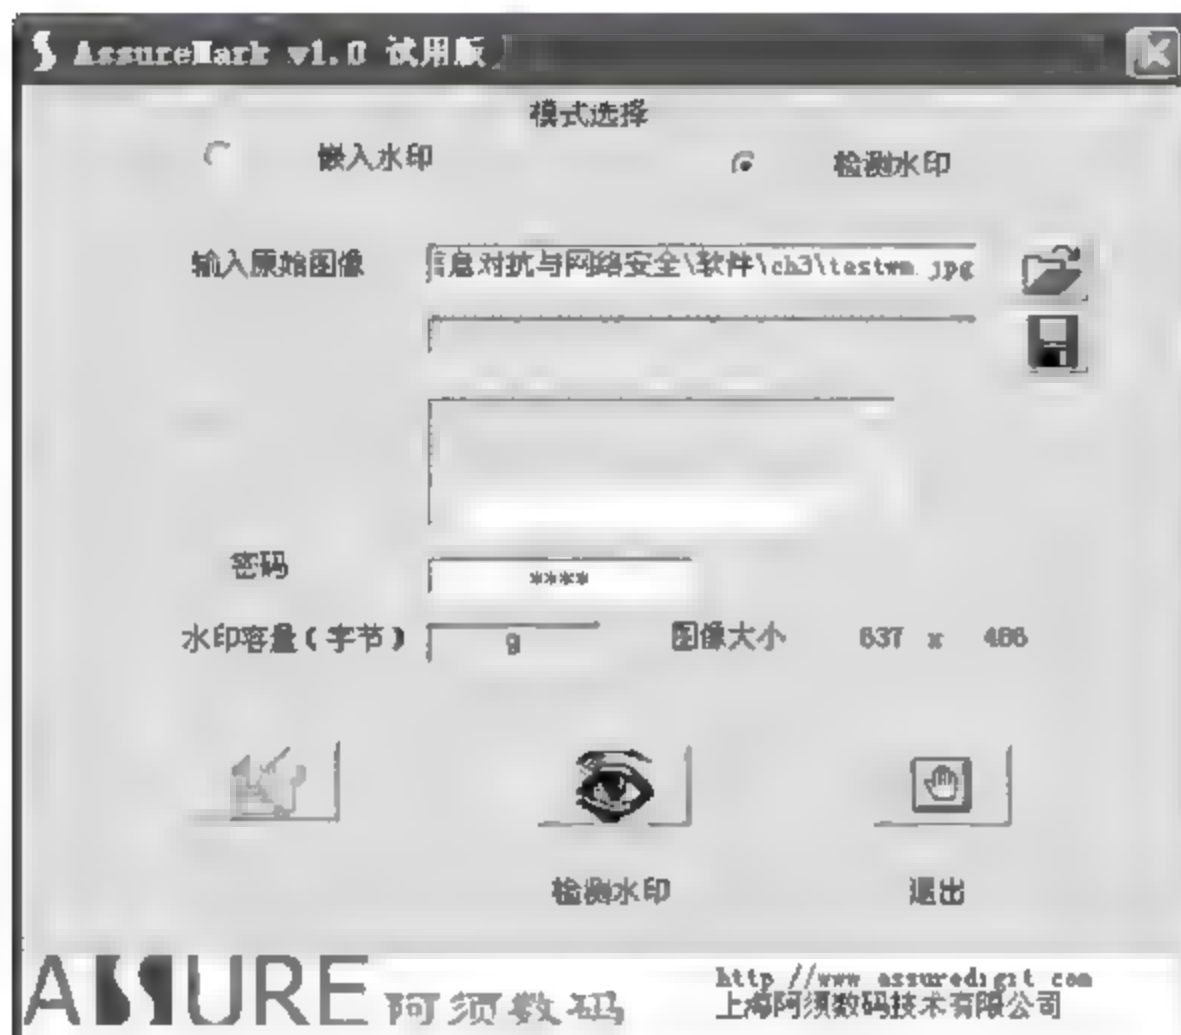 AssureMark v1.0 试用版
模式选择
嵌入水印 检测水印
输入原始图像 信息对抗与网络安全\软件\ch3\testwm.jpg
密码 ****
水印容量(字节) 9 图像大小 637 x 486
检测水印 退出
ASSURE 阿须数码
http://www.assuredigit.com
上海阿须数码技术有限公司